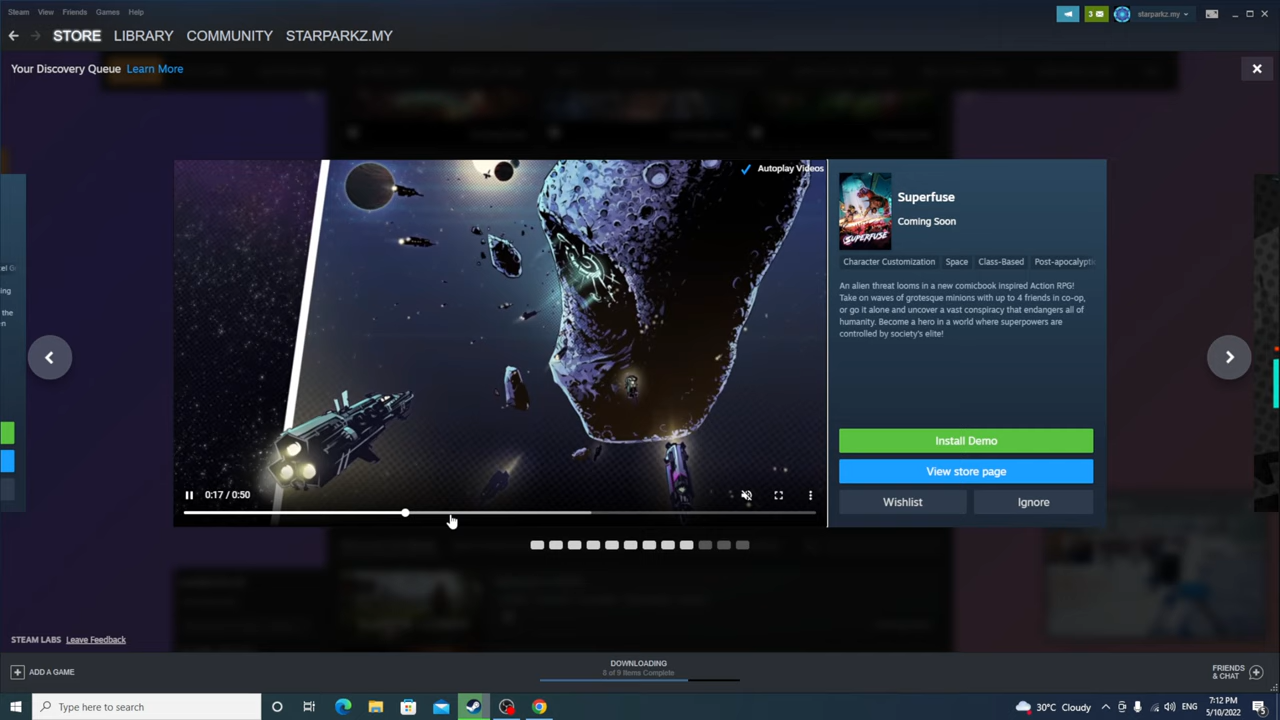 Steam View Friends Games Help
3
starparkz.my
STORE LIBRARY COMMUNITY STARPARKZ.MY
Your Discovery Queue Learn More
Autoplay Videos
SUPERFUSE
Superfuse
Coming Soon
Character Customization Space Class-Based Post-apocalyptic
An alien threat looms in a new comicbook inspired Action RPG!
Take on waves of grotesque minions with up to 4 friends in co-op,
or go it alone and uncover a vast conspiracy that endangers all of
humanity. Become a hero in a world where superpowers are
controlled by society's elite!
Install Demo
View store page
Wishlist Ignore
0:17 / 0:50
STEAM LABS Leave Feedback
ADD A GAME
DOWNLOADING
8 of 9 Items Complete
FRIENDS
& CHAT
Type here to search
30°C Cloudy
ENG
7:12 PM
5/10/2022
5